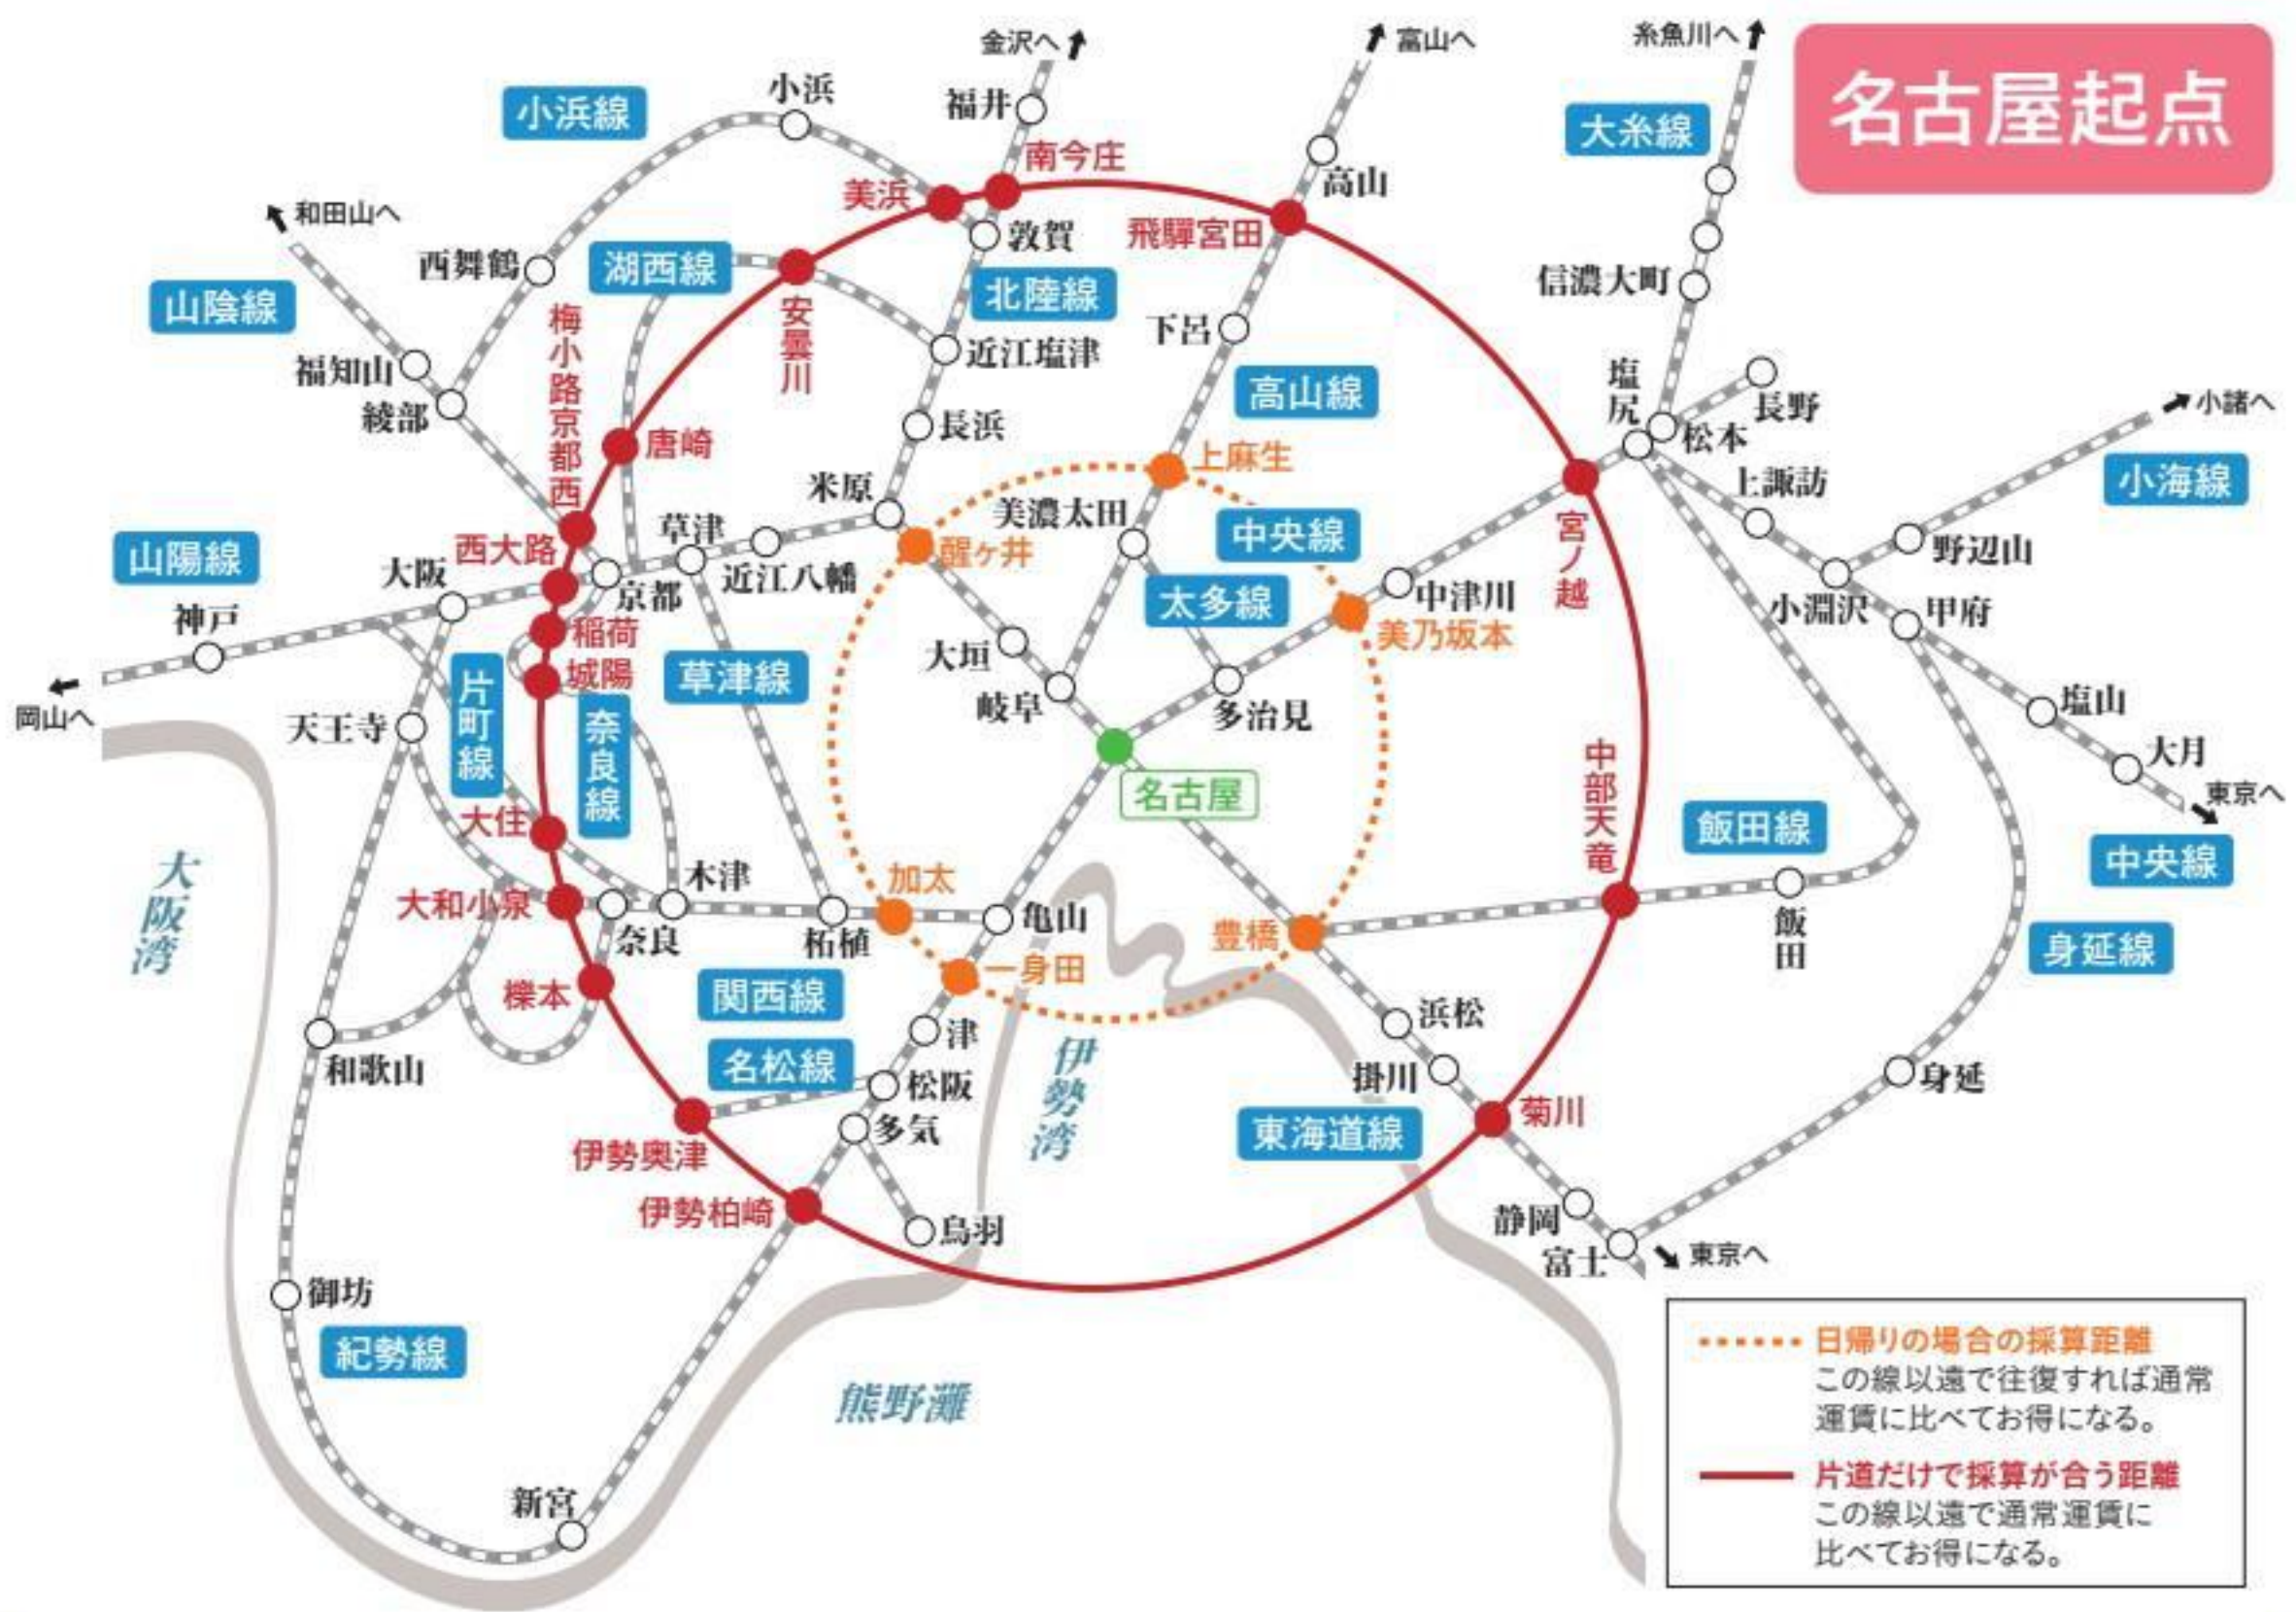 名古屋起点
金沢へ
富山へ
糸魚川へ
小浜
小浜線
福井
大糸線
南今庄
美浜
高山
和田山へ
敦賀
飛驒宮田
西舞鶴
湖西線
山陰線
北陸線
信濃大町
安曇川
梅小路京都西
下呂
近江塩津
福知山
綾部
高山線
塩尻
長野
小諸へ
長浜
松本
唐崎
上麻生
米原
上諏訪
小海線
美濃太田
草津
中央線
西大路
醒ヶ井
宮ノ越
野辺山
山陽線
大阪
近江八幡
京都
中津川
太多線
小淵沢
甲府
神戸
稲荷
美乃坂本
大垣
城陽
片町線
草津線
岐阜
多治見
塩山
岡山へ
天王寺
奈良線
中部天竜
大月
名古屋
東京へ
大住
飯田線
中央線
大阪湾
木津
加太
大和小泉
亀山
豊橋
奈良
柘植
飯田
身延線
一身田
櫟本
関西線
浜松
津
名松線
和歌山
松阪
伊勢湾
掛川
身延
菊川
多気
東海道線
伊勢奥津
伊勢柏崎
鳥羽
静岡
富士
東京へ
御坊
紀勢線
熊野灘
新宮
日帰りの場合の採算距離
この線以遠で往復すれば通常
運賃に比べてお得になる。
片道だけで採算が合う距離
この線以遠で通常運賃に
比べてお得になる。